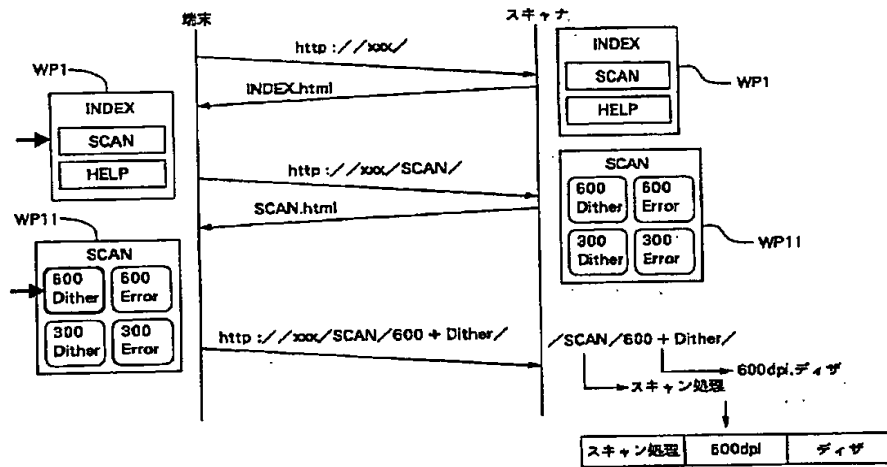 端末
スキャナ
http://xxx/
INDEX.html
WP1
INDEX
SCAN
HELP
INDEX
SCAN
HELP
WP1
http://xxx/SCAN/
SCAN.html
WP11
SCAN
600 Dither
600 Error
300 Dither
300 Error
SCAN
600 Dither
600 Error
300 Dither
300 Error
WP11
http://xxx/SCAN/600 + Dither/
/SCAN/600 + Dither/
600dpi,ディザ
スキャン処理
スキャン処理 600dpi ディザ